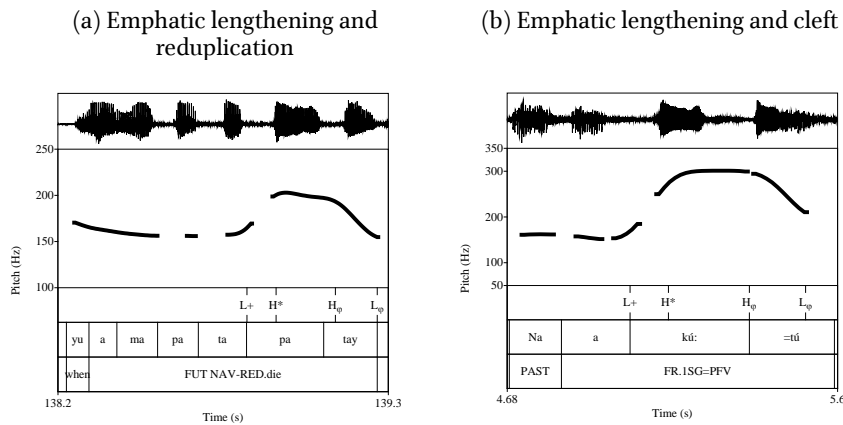 (a) Emphatic lengthening and
reduplication
250
200
150
100
Pitch (Hz)
L+ H* Hφ Lφ
yu a ma pa ta pa tay
when FUT NAV-RED.die
138.2 139.3
Time (s)
(b) Emphatic lengthening and cleft
350
300
200
100
50
Pitch (Hz)
L+ H* Hφ Lφ
Na a kú: =tú
PAST FR.1SG=PFV
4.68 5.6
Time (s)